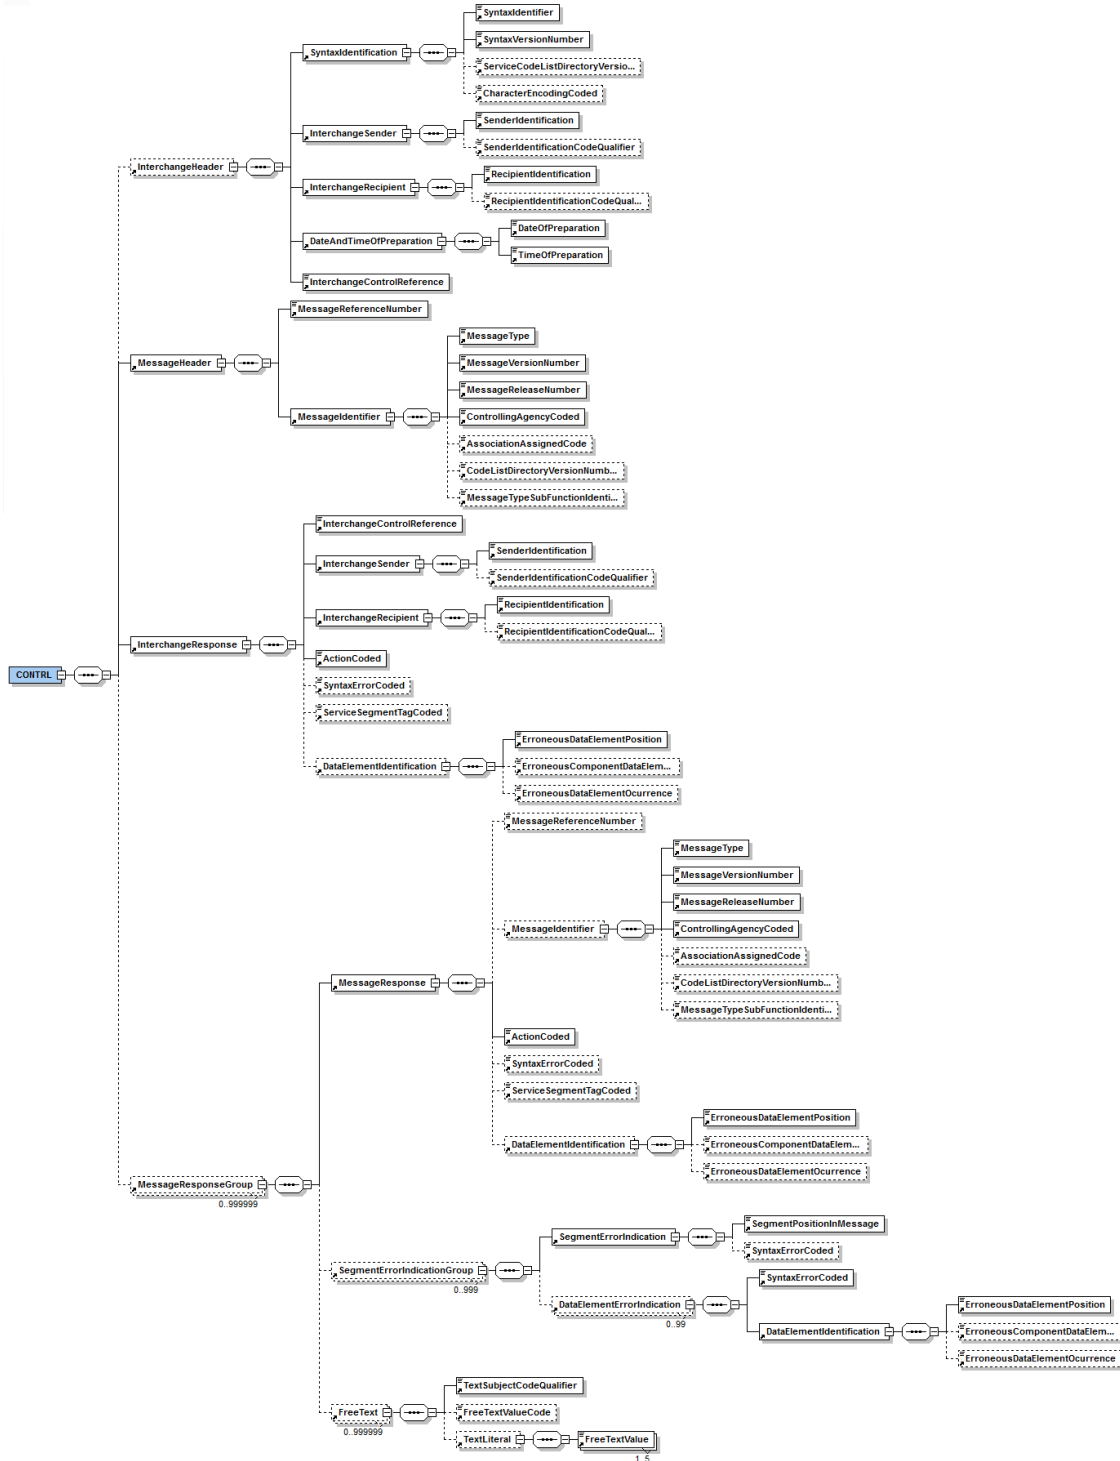 SyntaxIdentifier
SyntaxIdentification
SyntaxVersionNumber
ServiceCodeListDirectoryVersio...
CharacterEncodingCoded
InterchangeSender
SenderIdentification
SenderIdentificationCodeQualifier
InterchangeHeader
InterchangeRecipient
RecipientIdentification
RecipientIdentificationCodeQual...
DateAndTimeOfPreparation
DateOfPreparation
TimeOfPreparation
InterchangeControlReference
MessageReferenceNumber
MessageHeader
MessageType
MessageVersionNumber
MessageReleaseNumber
MessageIdentifier
ControllingAgencyCoded
AssociationAssignedCode
CodeListDirectoryVersionNumb...
MessageTypeSubFunctionIdenti...
InterchangeControlReference
InterchangeSender
SenderIdentification
SenderIdentificationCodeQualifier
InterchangeRecipient
RecipientIdentification
RecipientIdentificationCodeQual...
InterchangeResponse
ActionCoded
CONTRL
SyntaxErrorCoded
ServiceSegmentTagCoded
DataElementIdentification
ErroneousDataElementPosition
ErroneousComponentDataElem...
ErroneousDataElementOcurrence
MessageReferenceNumber
MessageType
MessageVersionNumber
MessageReleaseNumber
MessageIdentifier
ControllingAgencyCoded
AssociationAssignedCode
MessageResponse
CodeListDirectoryVersionNumb...
MessageTypeSubFunctionIdenti...
ActionCoded
SyntaxErrorCoded
ServiceSegmentTagCoded
DataElementIdentification
ErroneousDataElementPosition
ErroneousComponentDataElem...
ErroneousDataElementOcurrence
MessageResponseGroup
0..999999
SegmentErrorIndication
SegmentPositionInMessage
SyntaxErrorCoded
SegmentErrorIndicationGroup
0..999
SyntaxErrorCoded
DataElementErrorIndication
0..99
DataElementIdentification
ErroneousDataElementPosition
ErroneousComponentDataElem...
ErroneousDataElementOcurrence
TextSubjectCodeQualifier
FreeText
0..999999
FreeTextValueCode
TextLiteral
FreeTextValue
1..5